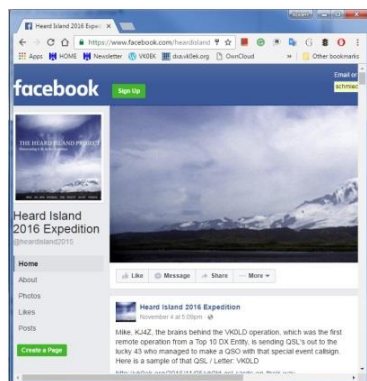 Heard Island 2016 Exped
https://www.facebook.com/heardisland
Apps HOME Newsletter VK0EK dxa.vk0ek.org OwnCloud » Other bookmarks
facebook
Sign Up
Email or
schmied
THE HEARD ISLAND PROJECT
Heard Island
2016 Expedition
@heardisland2015
Home
About
Photos
Likes
Posts
Create a Page
Like Message Share More
Heard Island 2016 Expedition
November 4 at 5:09pm
Mike, KJ4Z, the brains behind the VK0LD operation, which was the
first remote operation from a Top 10 DX Entity, is sending QSL's out to the
lucky 43 who managed to make a QSO with that special event callsign.
Here is a sample of that QSL / Letter: VK0LD